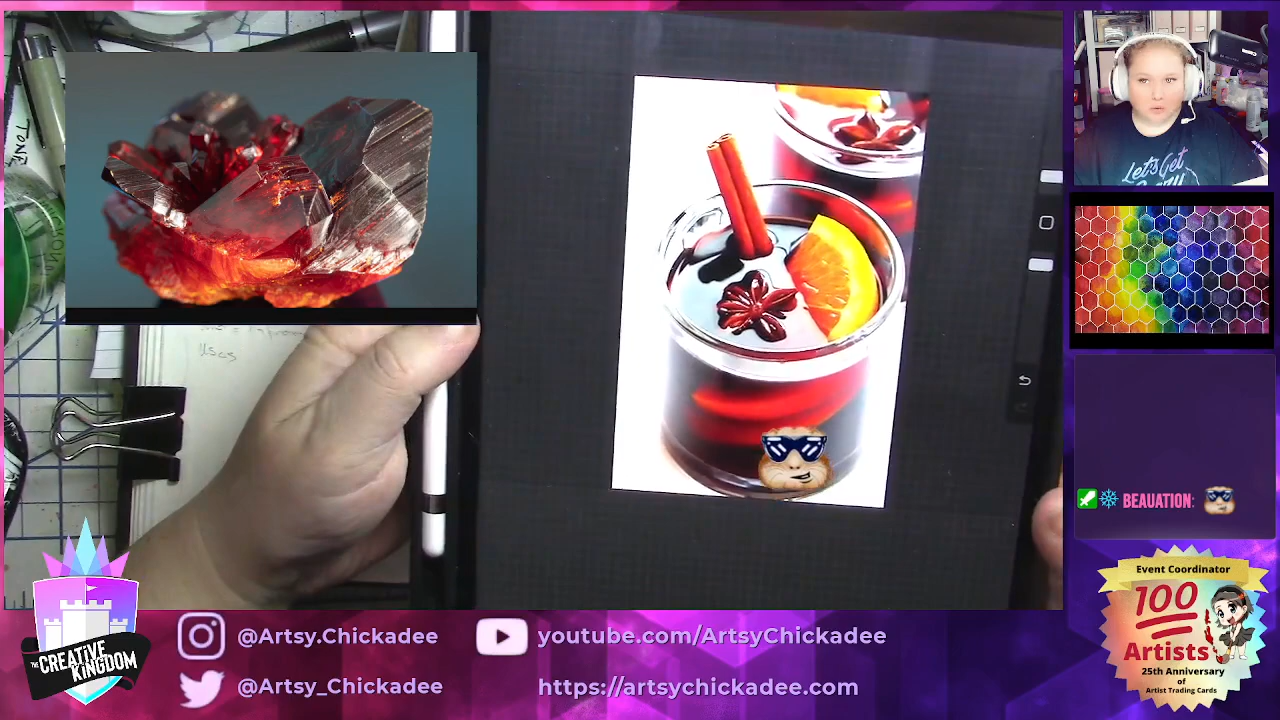 Let's Get
BEAUATION:
Event Coordinator
100
Artists
25th Anniversary
of
Artist Trading Cards
THE
CREATIVE
KINGDOM
@Artsy.Chickadee
youtube.com/ArtsyChickadee
@Artsy_Chickadee
https://artsychickadee.com